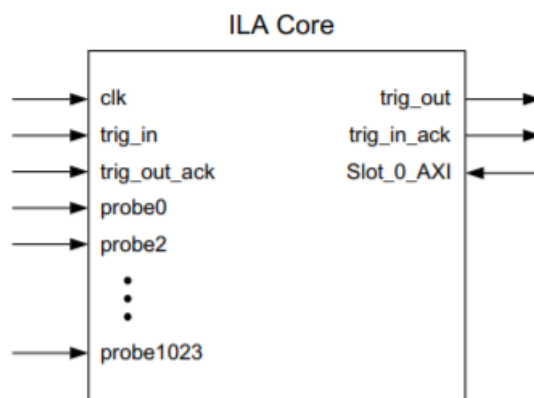 ILA Core
clk
trig_out
trig_in
trig_in_ack
trig_out_ack
Slot_0_AXI
probe0
probe2
probe1023